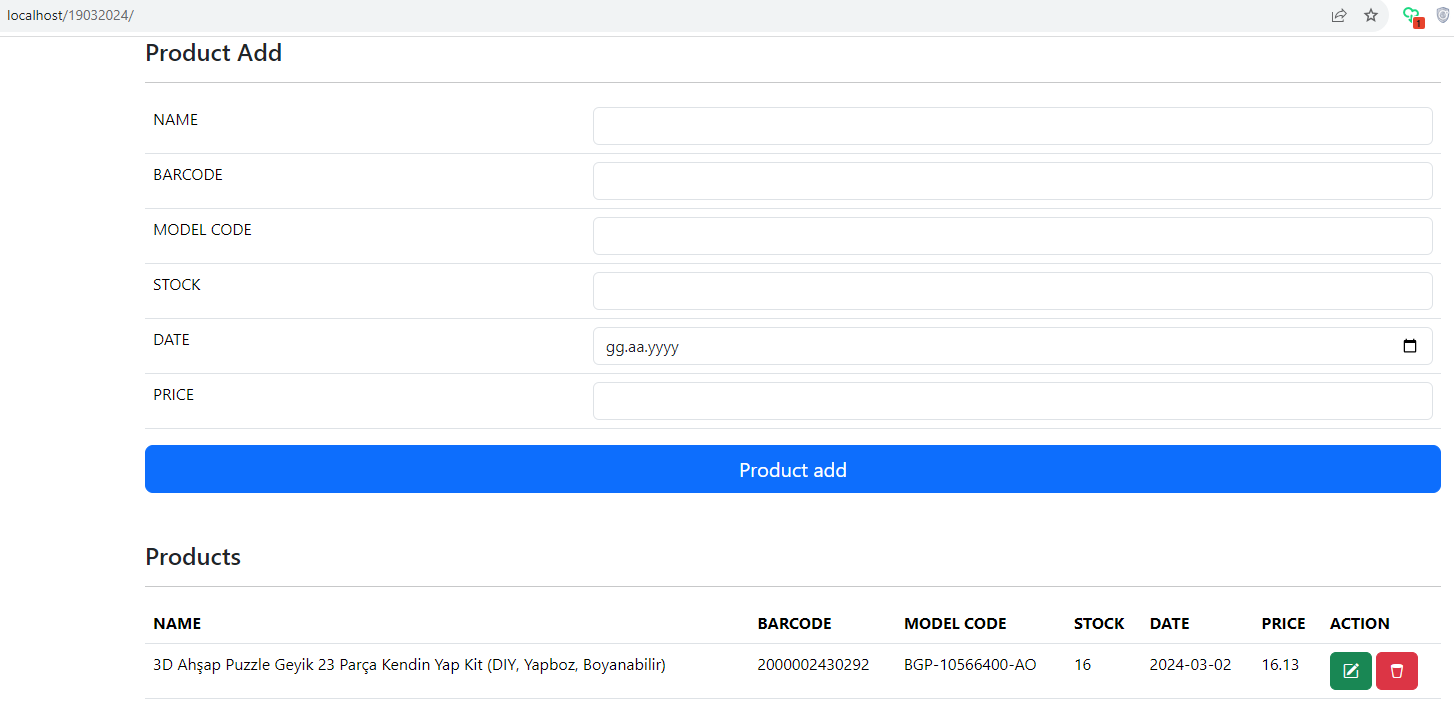 localhost/19032024/
1
Product Add
NAME
BARCODE
MODEL CODE
STOCK
DATE gg.aa.yyyy
PRICE
Product add
Products
NAME BARCODE MODEL CODE STOCK DATE PRICE ACTION
3D Ahşap Puzzle Geyik 23 Parça Kendin Yap Kit (DIY, Yapboz, Boyanabilir) 2000002430292 BGP-10566400-AO 16 2024-03-02 16.13